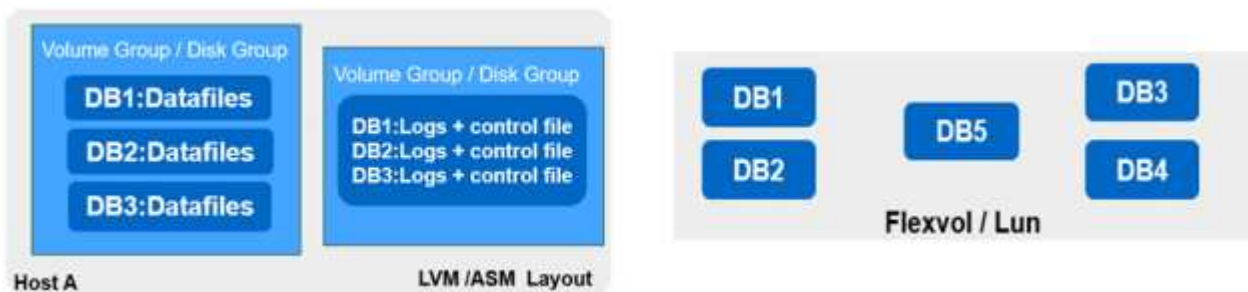 Volume Group / Disk Group
DB1:Datafiles
DB2:Datafiles
DB3:Datafiles
Volume Group / Disk Group
DB1:Logs + control file
DB2:Logs + control file
DB3:Logs + control file
Host A
LVM /ASM Layout
DB1
DB2
DB5
DB3
DB4
Flexvol / Lun